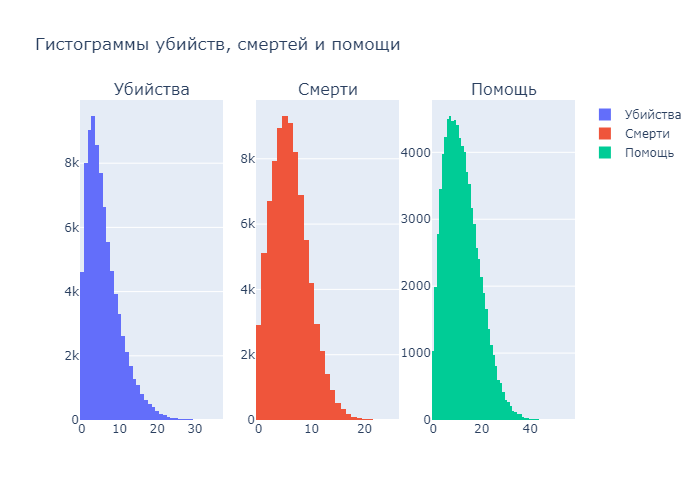 Гистограммы убийств, смертей и помощи
Убийства
Смерти
Помощь
Убийства
Смерти
Помощь
8k
6k
4k
2k
0
0 10 20 30
8k
6k
4k
2k
0
0 10 20
4000
3000
2000
1000
0
0 20 40